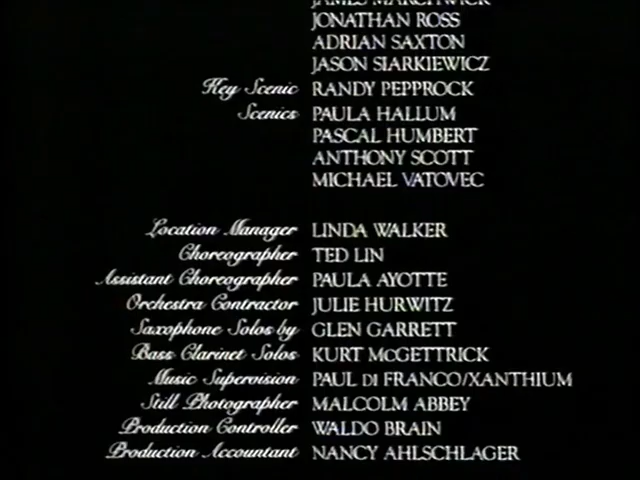 JAMES MARCHWICK
JONATHAN ROSS
ADRIAN SAXTON
JASON SIARKIEWICZ
Key Scenic RANDY PEPPROCK
Scenics PAULA HALLUM
PASCAL HUMBERT
ANTHONY SCOTT
MICHAEL VATOVEC
Location Manager LINDA WALKER
Choreographer TED LIN
Assistant Choreographer PAULA AYOTTE
Orchestra Contractor JULIE HURWITZ
Saxophone Solos by GLEN GARRETT
Bass Clarinet Solos KURT McGETTRICK
Music Supervision PAUL DI FRANCO/XANTHIUM
Still Photographer MALCOLM ABBEY
Production Controller WALDO BRAIN
Production Accountant NANCY AHLSCHLAGER